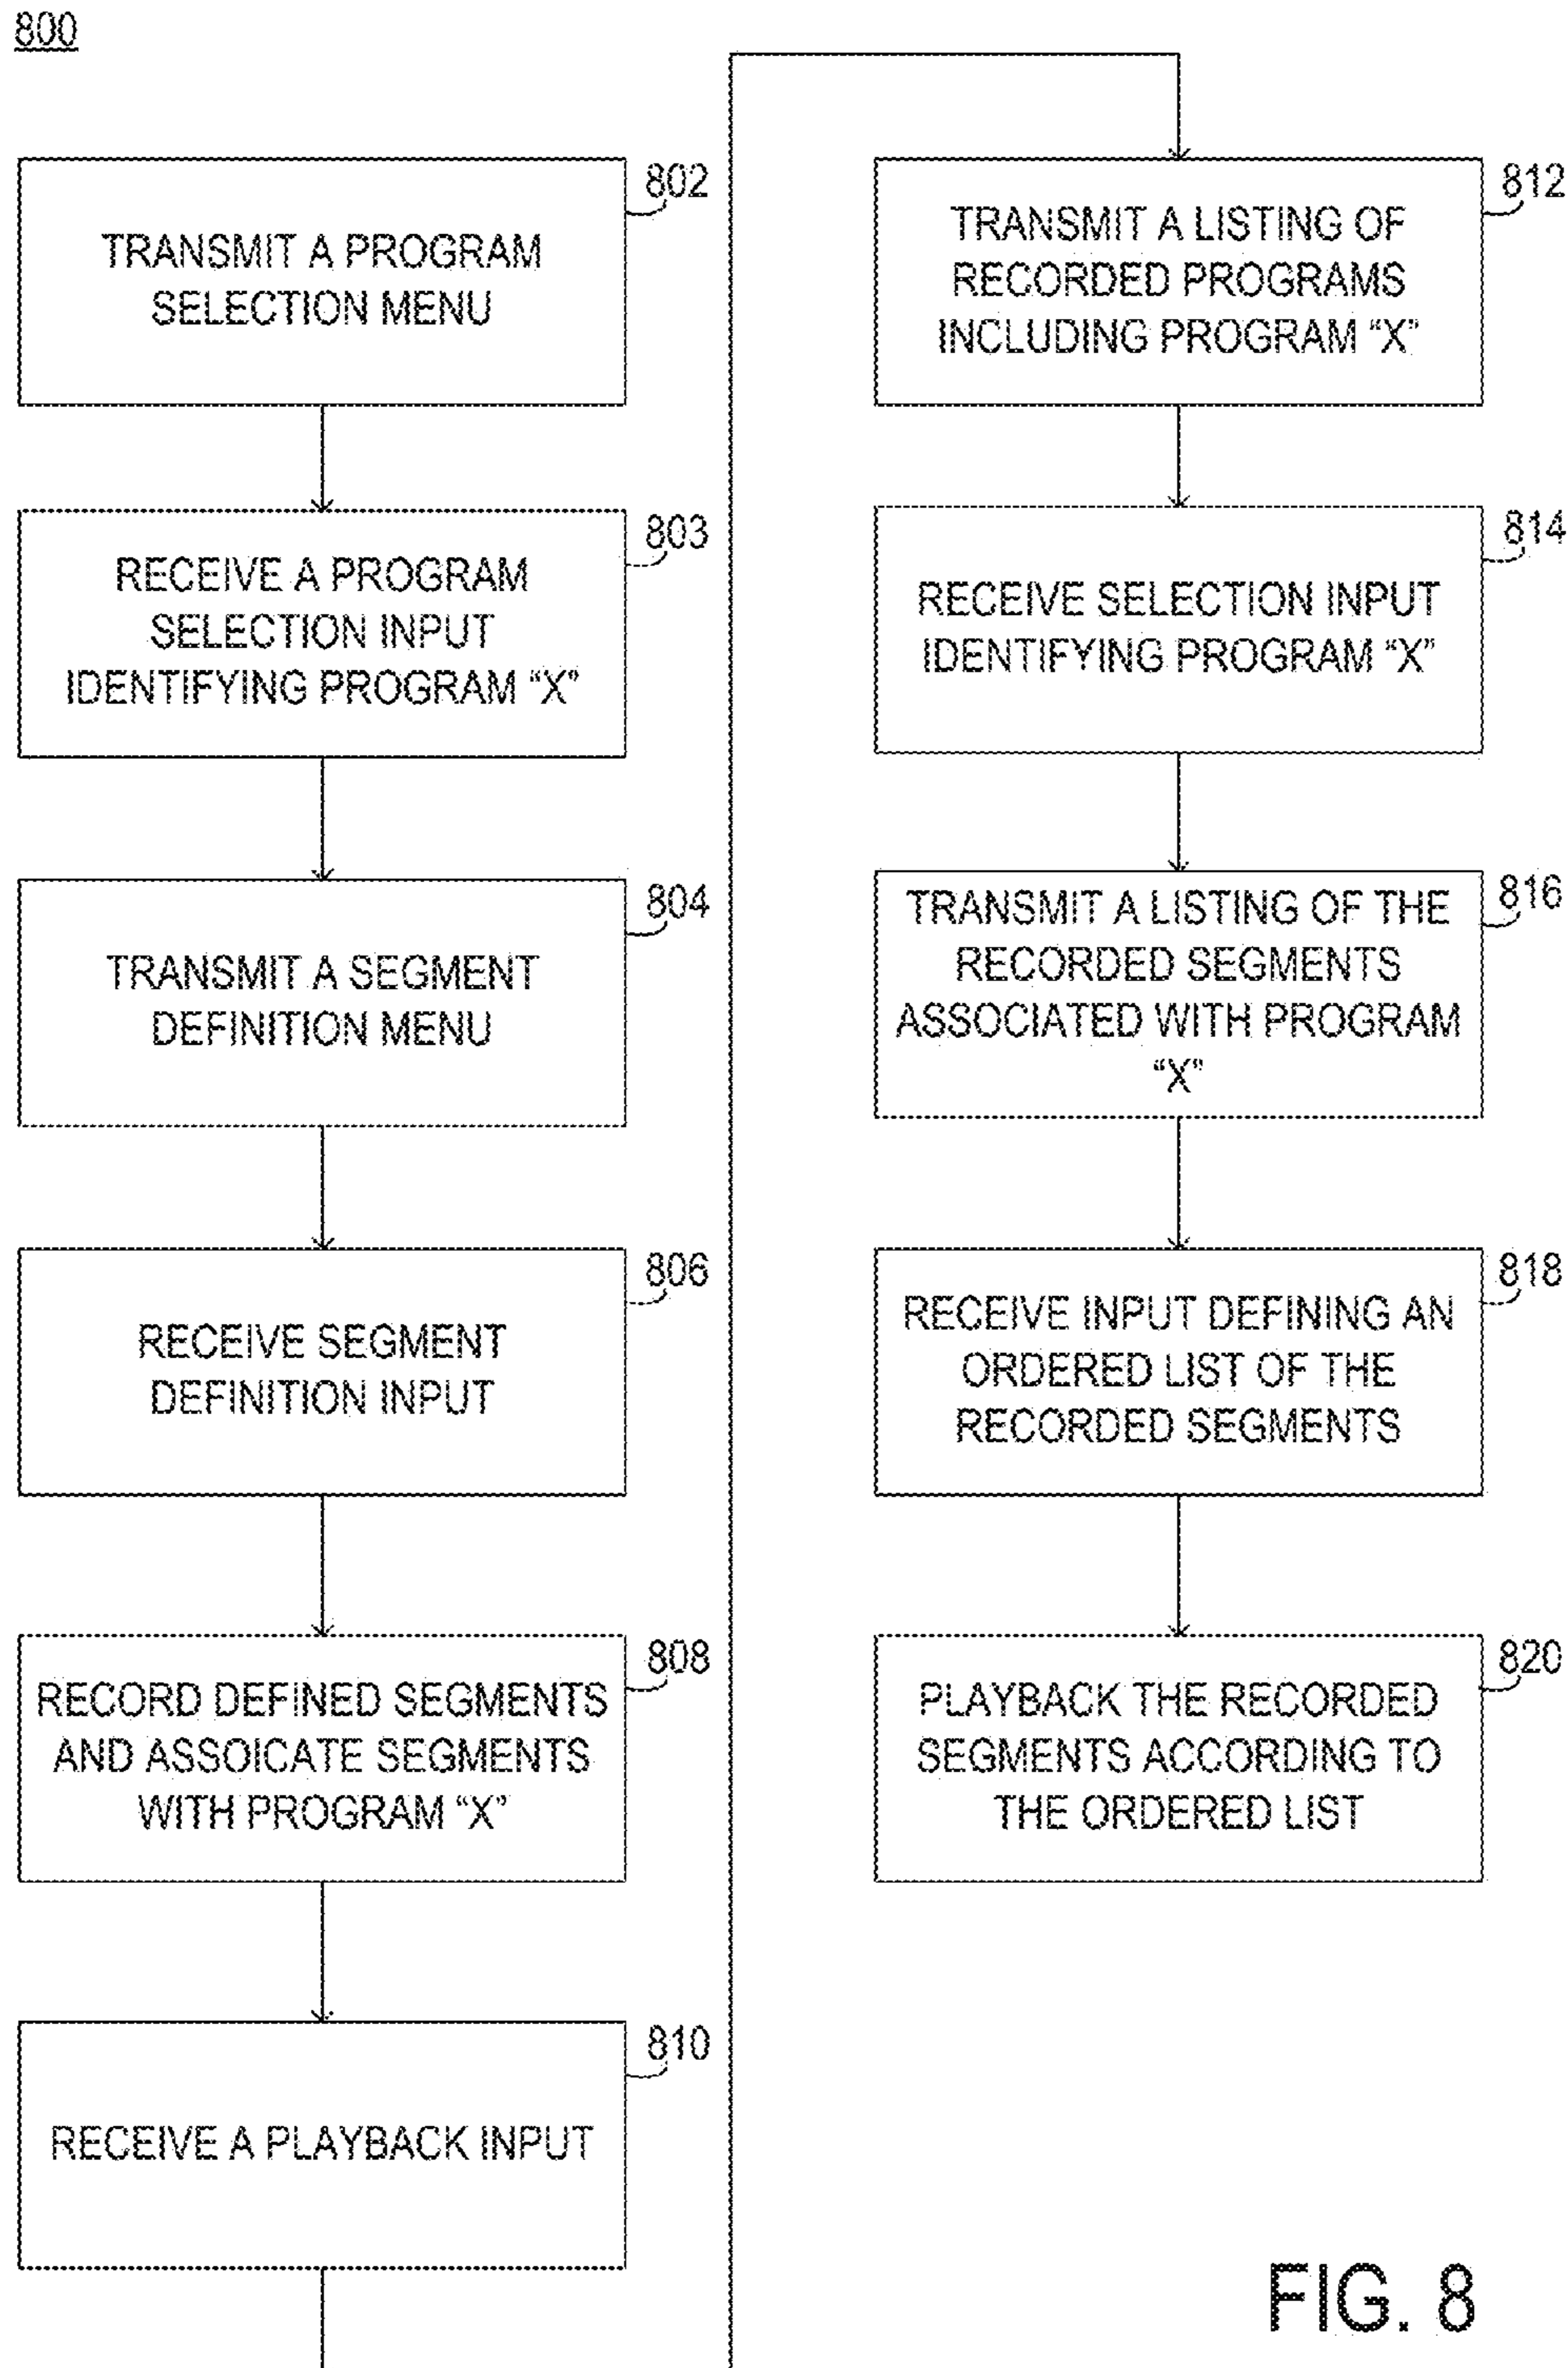 800
802
TRANSMIT A PROGRAM
SELECTION MENU
803
RECEIVE A PROGRAM
SELECTION INPUT
IDENTIFYING PROGRAM “X”
804
TRANSMIT A SEGMENT
DEFINITION MENU
806
RECEIVE SEGMENT
DEFINITION INPUT
808
RECORD DEFINED SEGMENTS
AND ASSOICATE SEGMENTS
WITH PROGRAM “X”
810
RECEIVE A PLAYBACK INPUT
812
TRANSMIT A LISTING OF
RECORDED PROGRAMS
INCLUDING PROGRAM “X”
814
RECEIVE SELECTION INPUT
IDENTIFYING PROGRAM “X”
816
TRANSMIT A LISTING OF THE
RECORDED SEGMENTS
ASSOCIATED WITH PROGRAM
“X”
818
RECEIVE INPUT DEFINING AN
ORDERED LIST OF THE
RECORDED SEGMENTS
820
PLAYBACK THE RECORDED
SEGMENTS ACCORDING TO
THE ORDERED LIST
FIG. 8